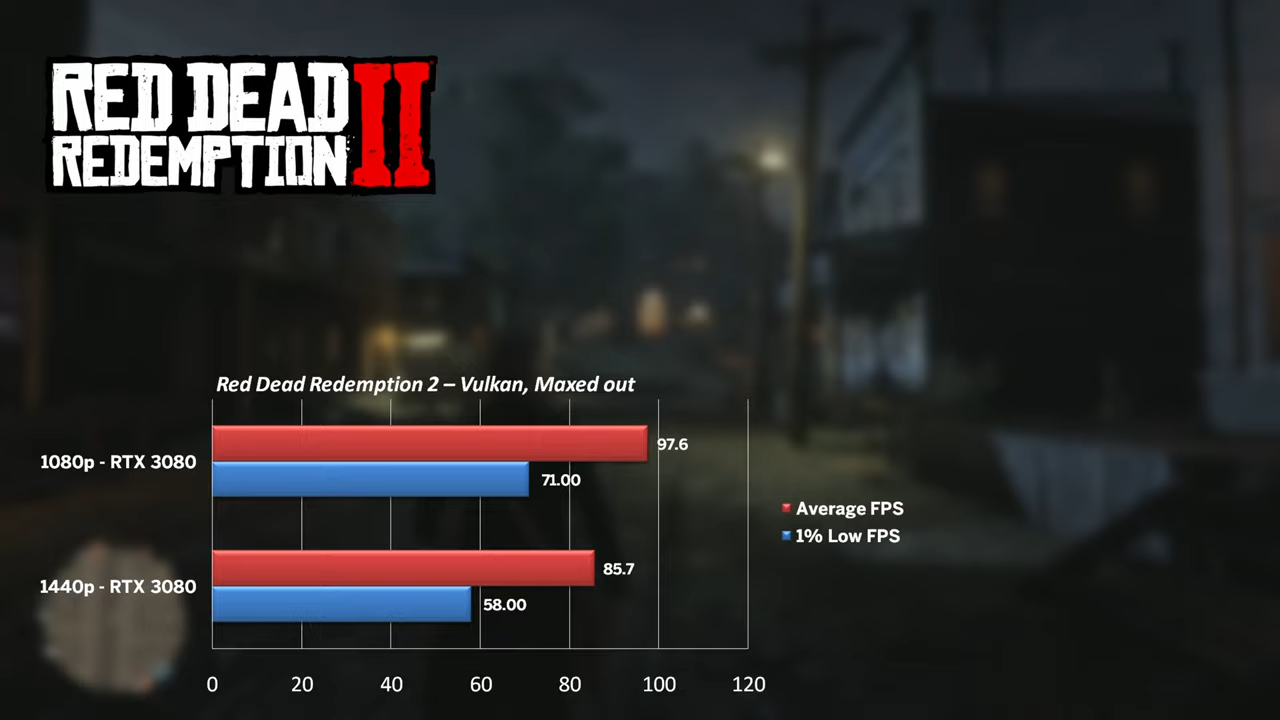 RED DEAD
REDEMPTION II
Red Dead Redemption 2 – Vulkan, Maxed out
1080p - RTX 3080
97.6
71.00
1440p - RTX 3080
85.7
58.00
Average FPS
1% Low FPS
0 20 40 60 80 100 120